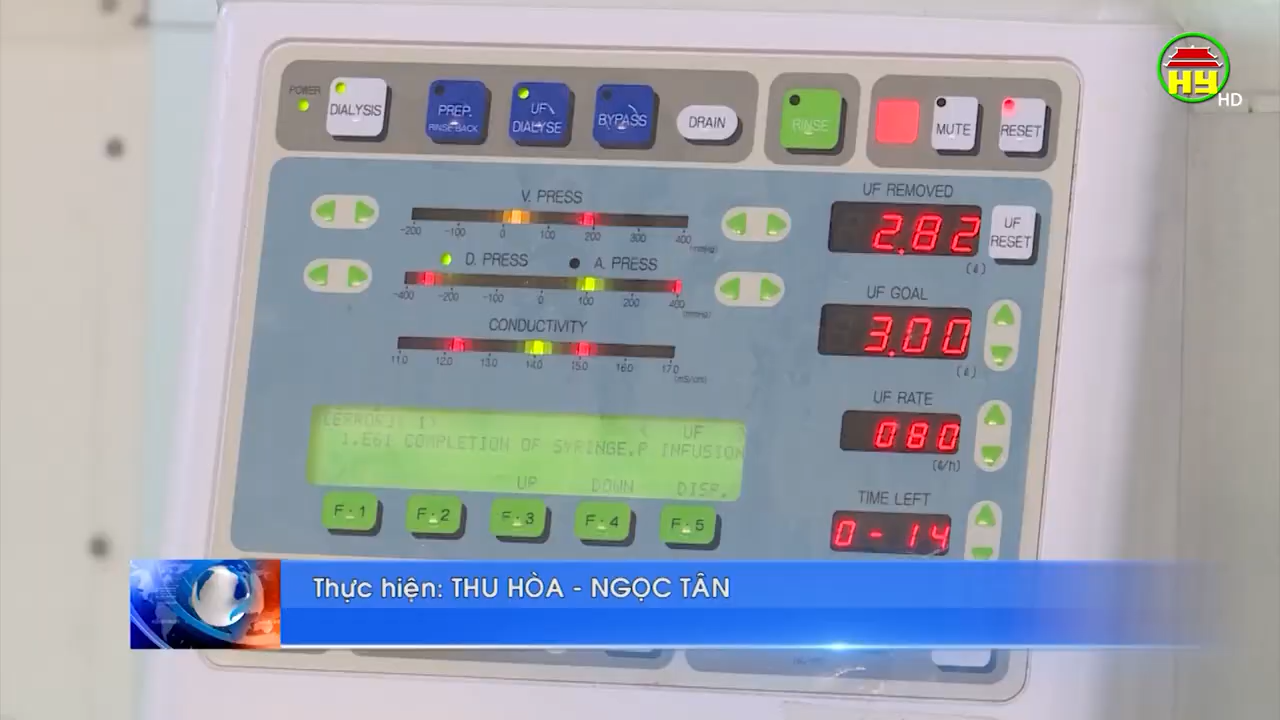 HY
HD
POWER
DIALYSIS
PREP.
RINSE BACK
UF
DIALYSE
BYPASS
DRAIN
RINSE
MUTE
RESET
V. PRESS
-200 -100 0 100 200 300 400
(mmHg)
D. PRESS
A. PRESS
-400 -200 -100 0 100 200 400
(mmHg)
CONDUCTIVITY
11.0 12.0 13.0 14.0 15.0 16.0 17.0
(mS/cm)
UF REMOVED
2.82
UF
RESET
UF GOAL
3.00
UF RATE
080
TIME LEFT
0-14
UF
1.E61 COMPLETION OF SYRINGE.P INFUSION
UP DOWN DISP.
F·1 F·2 F·3 F·4 F·5
Thực hiện: THU HÒA - NGỌC TÂN